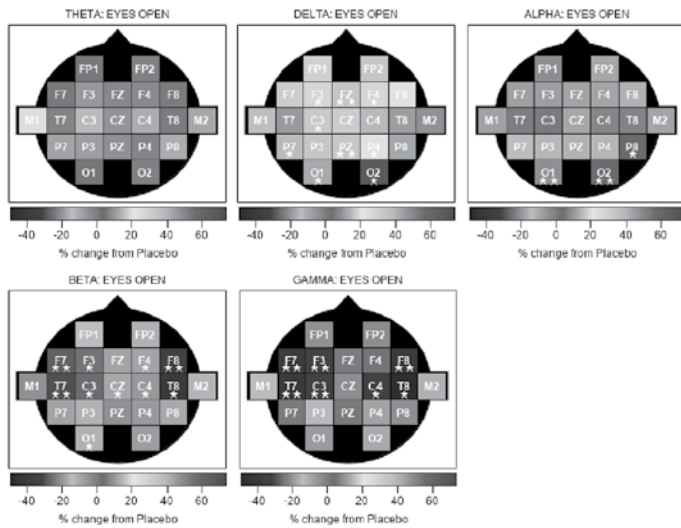 THETA: EYES OPEN
FP1 FP2
F7 F3 FZ F4 F8
M1 T7 C3 CZ C4 T8 M2
P7 P3 PZ P4 P8
O1 O2
-40 -20 0 20 40 60
% change from Placebo
DELTA: EYES OPEN
FP1 FP2
F7 F3 FZ F4 F8
M1 T7 C3 CZ C4 T8 M2
P7 P3 PZ P4 P8
O1 O2
-40 -20 0 20 40 60
% change from Placebo
ALPHA: EYES OPEN
FP1 FP2
F7 F3 FZ F4 F8
M1 T7 C3 CZ C4 T8 M2
P7 P3 PZ P4 P8
O1 O2
-40 -20 0 20 40 60
% change from Placebo
BETA: EYES OPEN
FP1 FP2
F7 F3 FZ F4 F8
M1 T7 C3 CZ C4 T8 M2
P7 P3 PZ P4 P8
O1 O2
-40 -20 0 20 40 60
% change from Placebo
GAMMA: EYES OPEN
FP1 FP2
F7 F3 FZ F4 F8
M1 T7 C3 CZ C4 T8 M2
P7 P3 PZ P4 P8
O1 O2
-40 -20 0 20 40 60
% change from Placebo